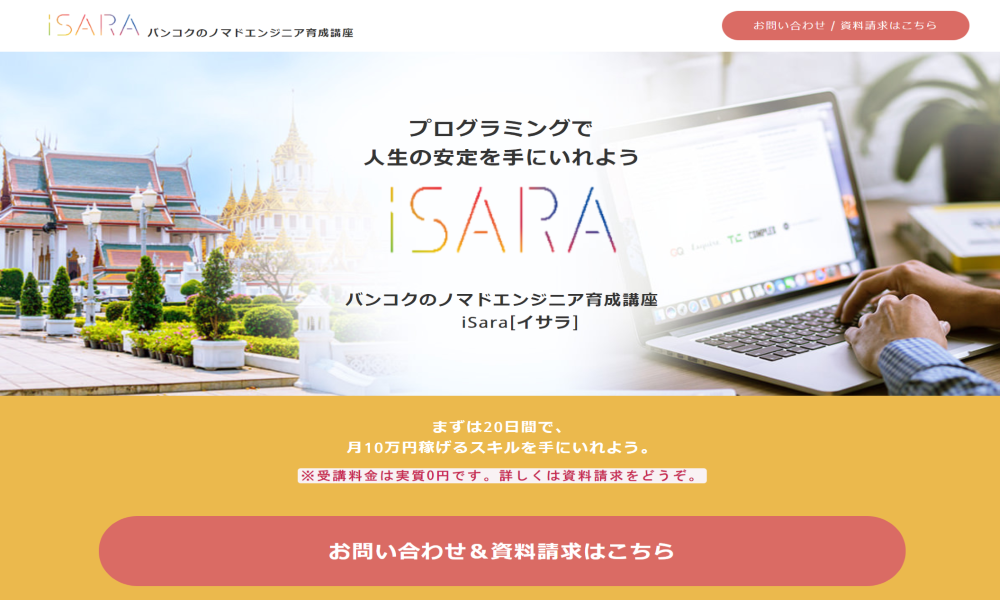 iSARA バンコクのノマドエンジニア育成講座
お問い合わせ / 資料請求はこちら
プログラミングで
人生の安定を手にいれよう
iSARA
バンコクのノマドエンジニア育成講座
iSara[イサラ]
まずは20日間で、
月10万円稼げるスキルを手にいれよう。
※受講料金は実質0円です。詳しくは資料請求をどうぞ。
お問い合わせ＆資料請求はこちら